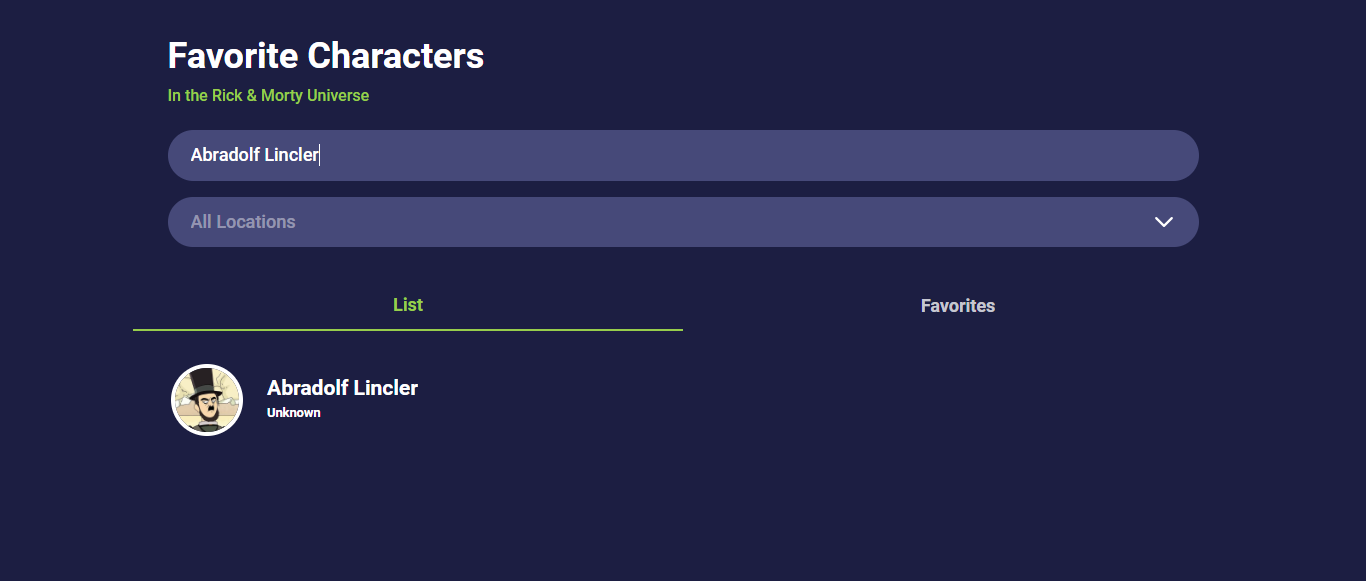 Favorite Characters
In the Rick & Morty Universe
Abradolf Lincler
All Locations
List
Favorites
Abradolf Lincler
Unknown